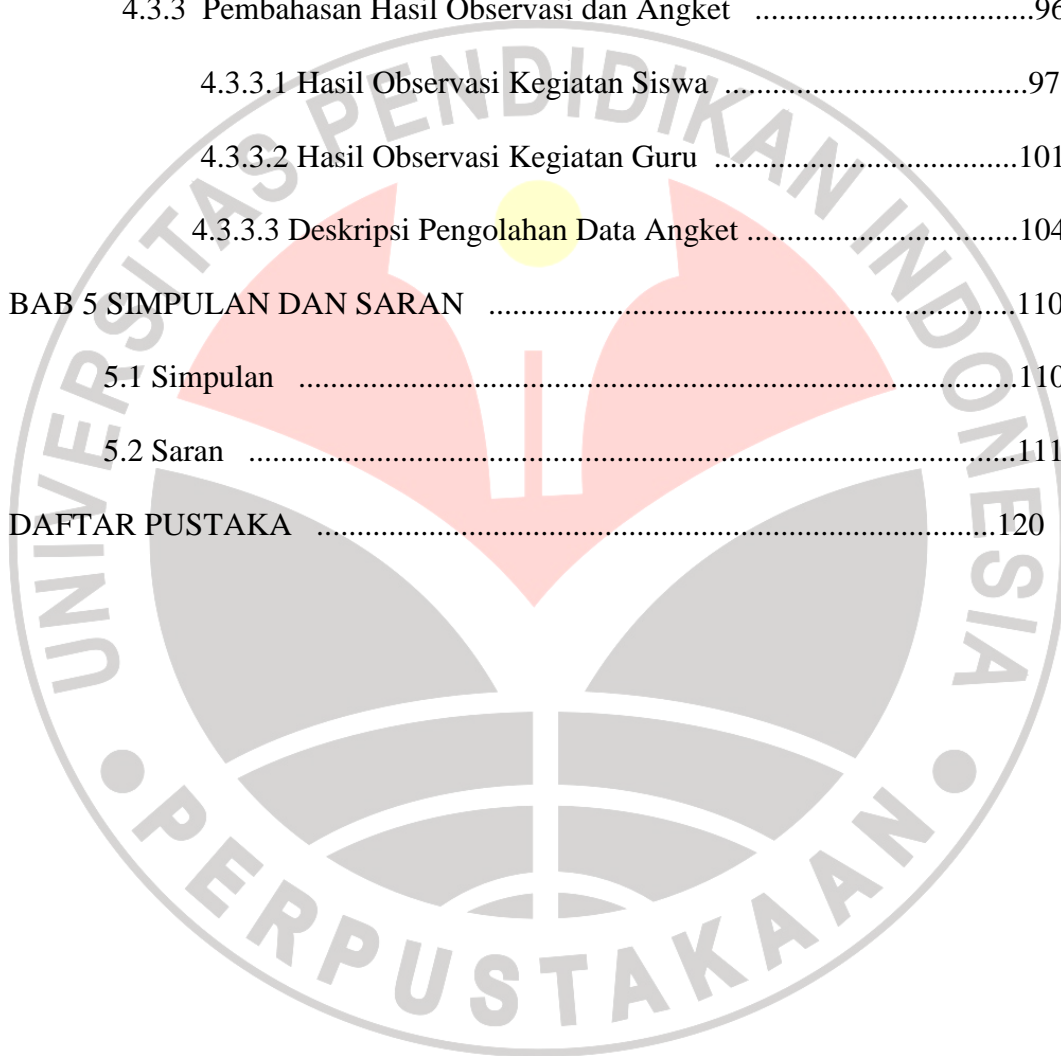 4.3.3 Pembahasan Hasil Observasi dan Angket ..................................96
4.3.3.1 Hasil Observasi Kegiatan Siswa .....................................97
4.3.3.2 Hasil Observasi Kegiatan Guru .....................................101
4.3.3.3 Deskripsi Pengolahan Data Angket .................................104
BAB 5 SIMPULAN DAN SARAN ................................................................110
5.1 Simpulan .......................................................................................110
5.2 Saran .............................................................................................111
DAFTAR PUSTAKA ..................................................................................120
UNIVERSITAS PENDIDIKAN INDONESIA
PERPUSTAKAAN